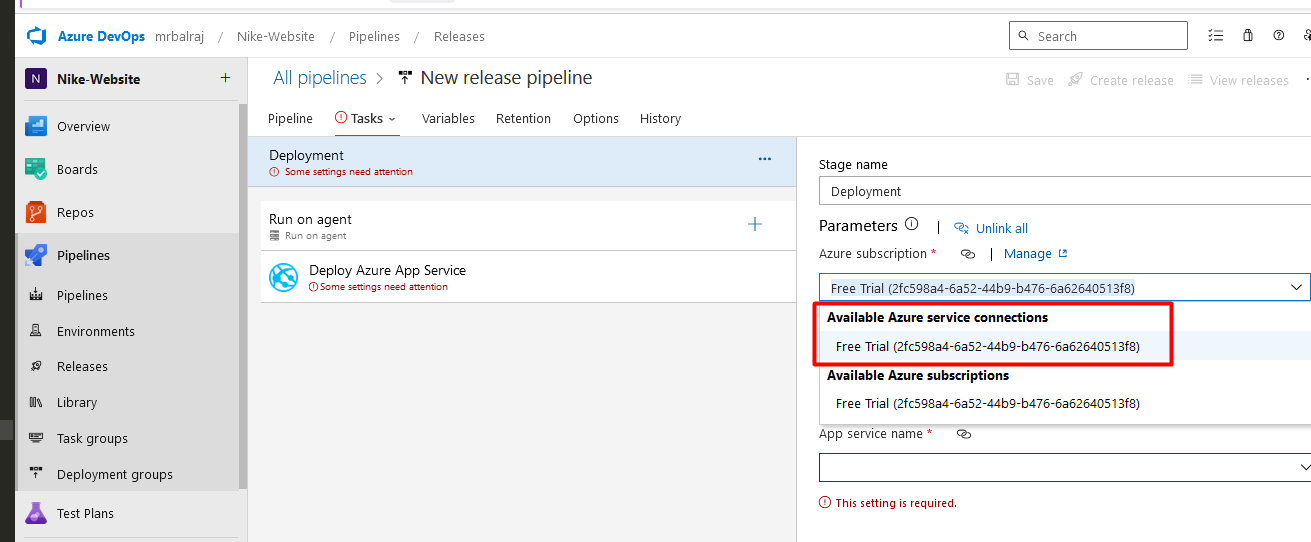 Azure DevOps mrbalraj / Nike-Website / Pipelines / Releases
Search
N Nike-Website +
All pipelines > New release pipeline
Save Create release View releases
Pipeline Tasks Variables Retention Options History
Overview
Boards
Repos
Pipelines
Pipelines
Environments
Releases
Library
Task groups
Deployment groups
Test Plans
Deployment
Some settings need attention
Run on agent
Run on agent
Deploy Azure App Service
Some settings need attention
Stage name
Deployment
Parameters | Unlink all
Azure subscription * | Manage
Free Trial (2fc598a4-6a52-44b9-b476-6a62640513f8)
Available Azure service connections
Free Trial (2fc598a4-6a52-44b9-b476-6a62640513f8)
Available Azure subscriptions
Free Trial (2fc598a4-6a52-44b9-b476-6a62640513f8)
App service name *
This setting is required.